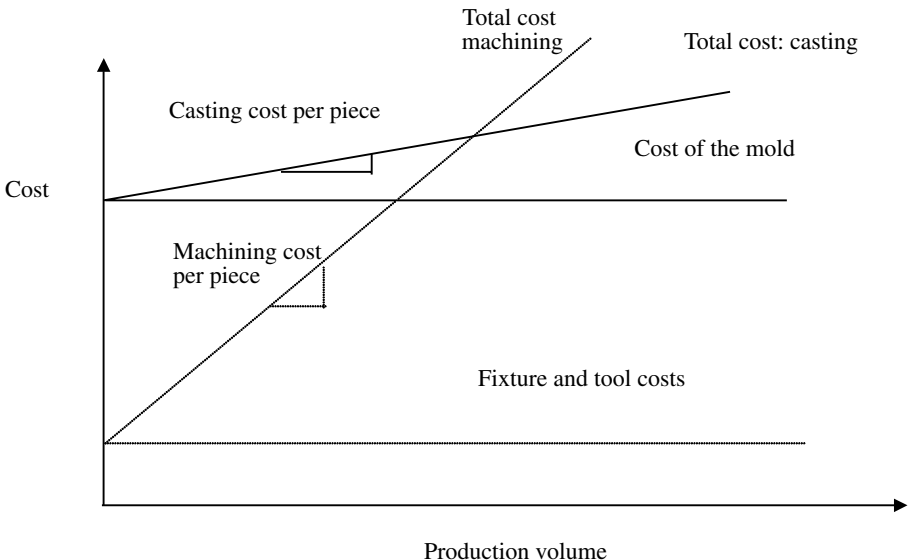 Total cost
machining
Total cost: casting
Casting cost per piece
Cost of the mold
Cost
Machining cost
per piece
Fixture and tool costs
Production volume